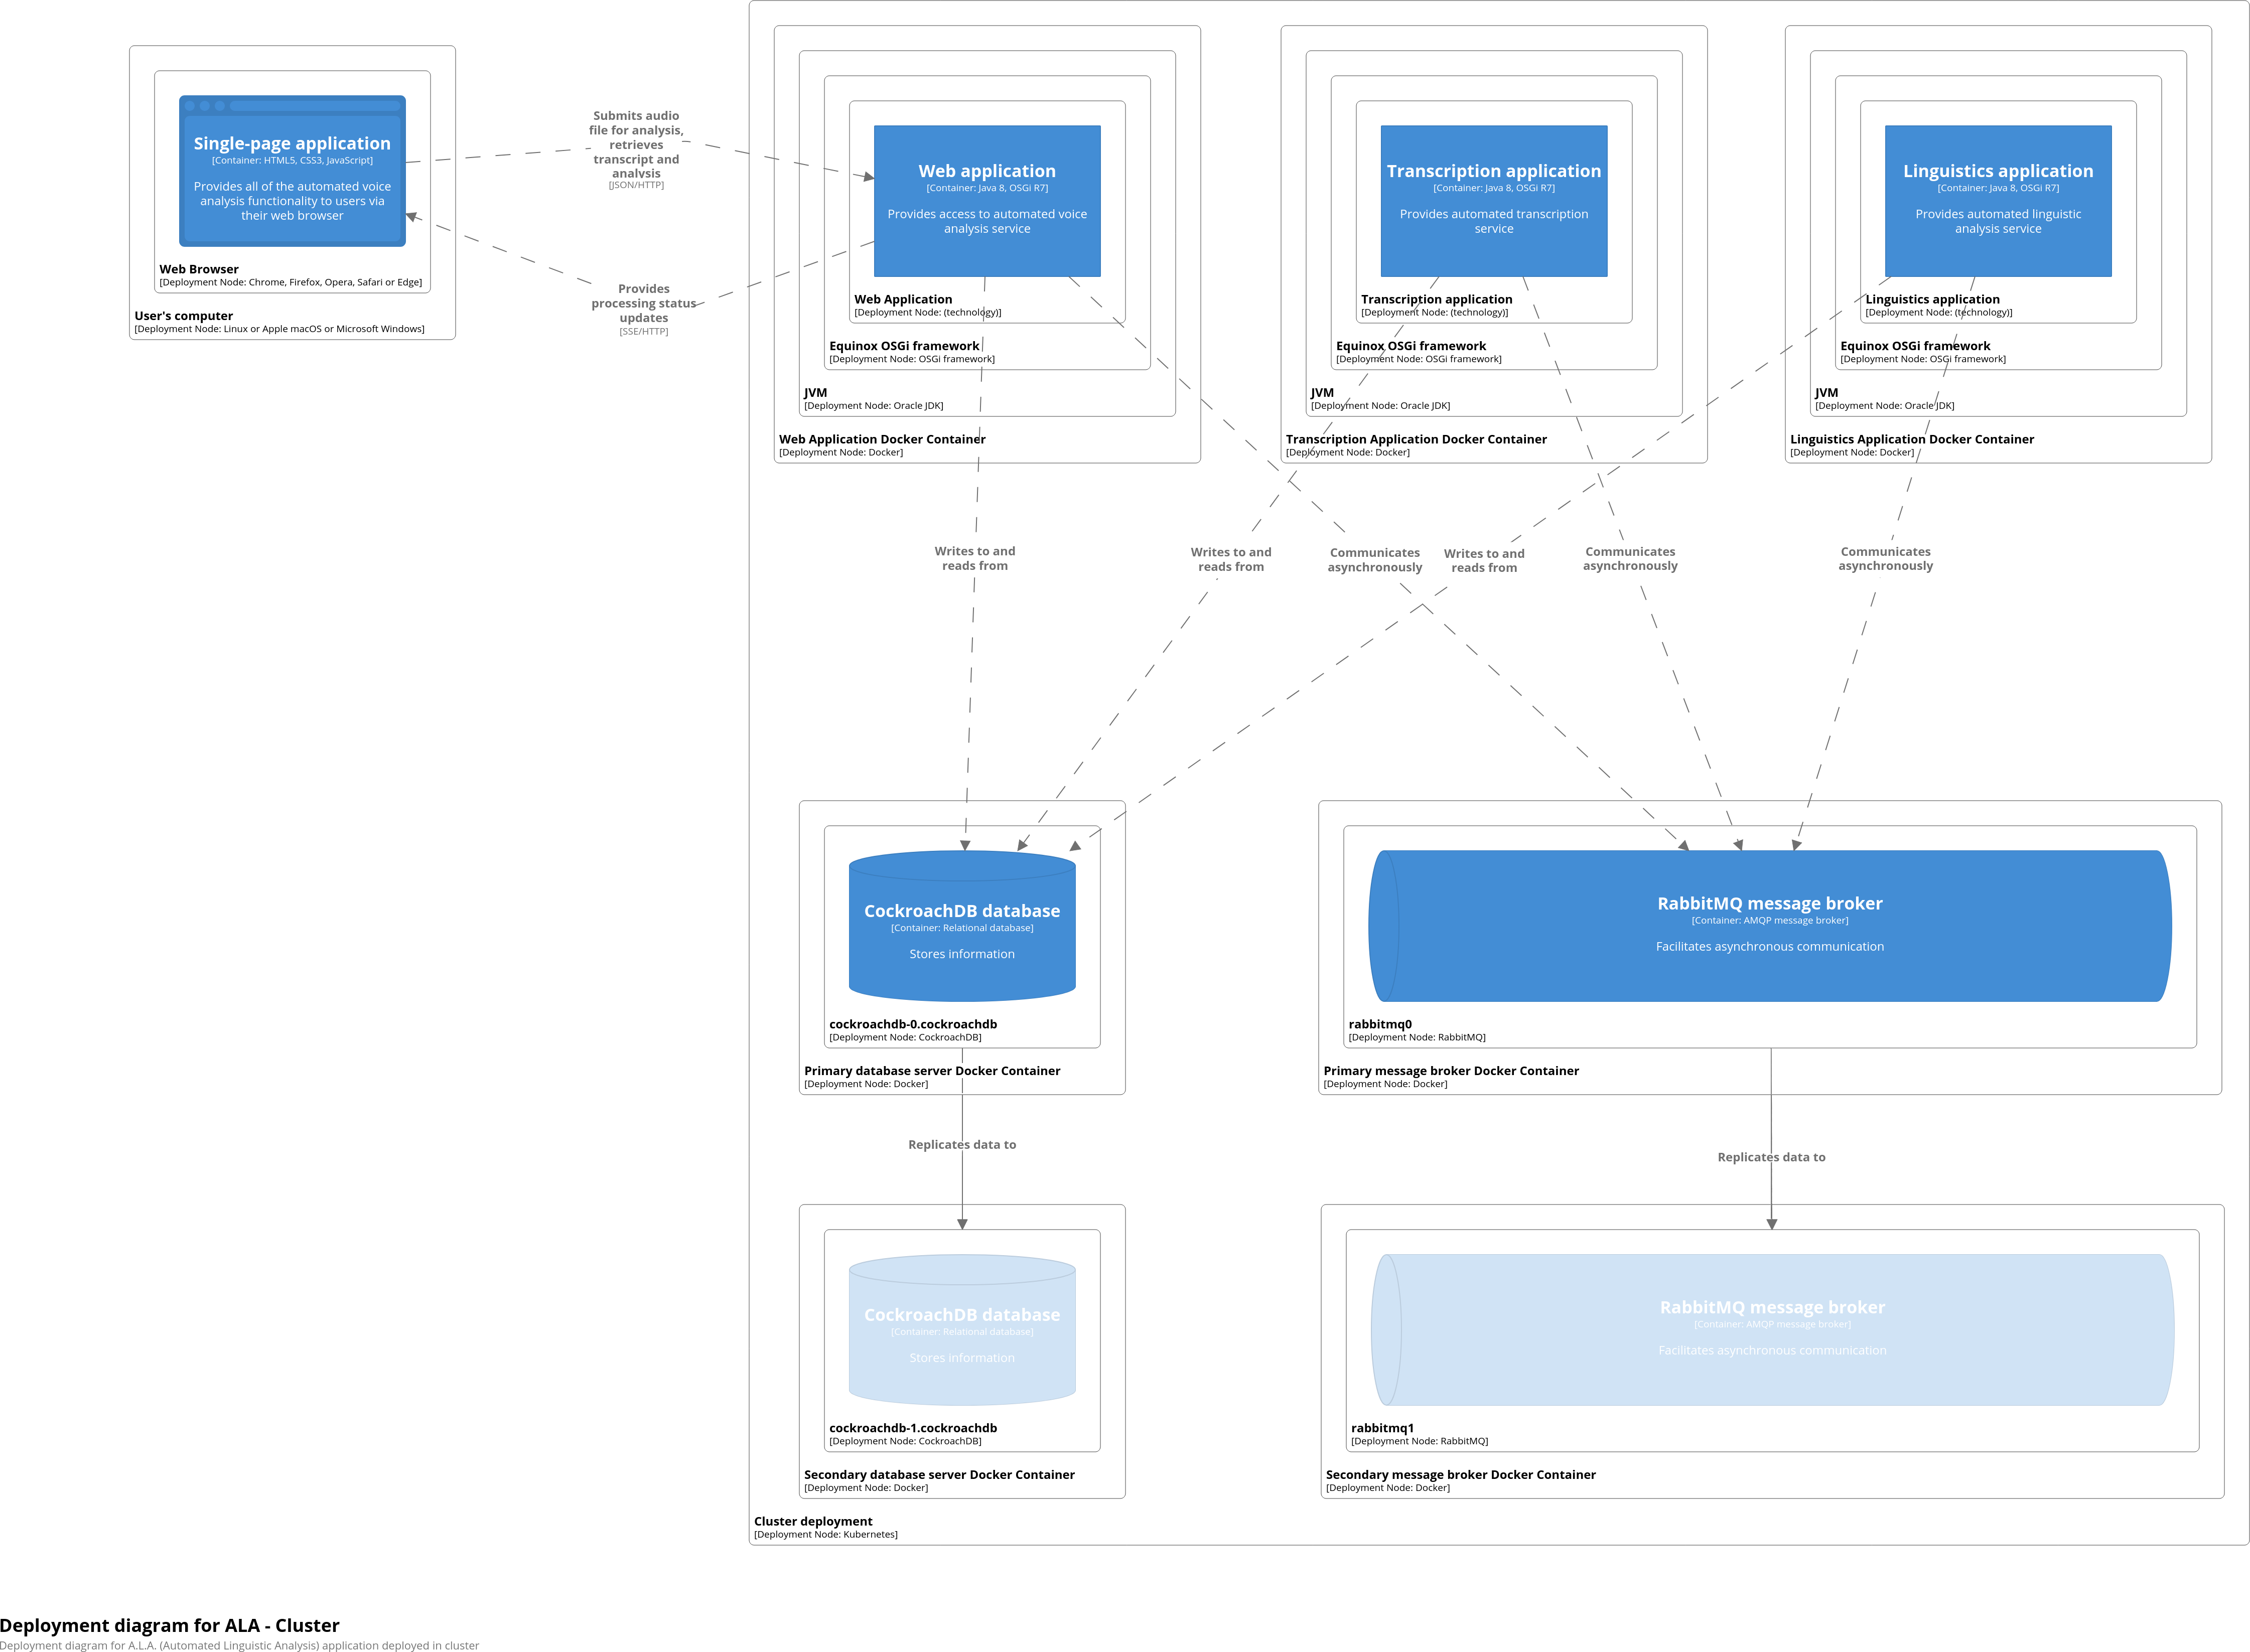 Single-page application
[Container: HTML5, CSS3, JavaScript]
Provides all of the automated voice
analysis functionality to users via
their web browser
Web Browser
[Deployment Node: Chrome, Firefox, Opera, Safari or Edge]
User's computer
[Deployment Node: Linux or Apple macOS or Microsoft Windows]
Submits audio
file for analysis,
retrieves
transcript and
analysis
[JSON/HTTP]
Provides
processing status
updates
[SSE/HTTP]
Web application
[Container: Java 8, OSGi R7]
Provides access to automated voice
analysis service
Web Application
[Deployment Node: (technology)]
Equinox OSGi framework
[Deployment Node: OSGi framework]
JVM
[Deployment Node: Oracle JDK]
Web Application Docker Container
[Deployment Node: Docker]
Transcription application
[Container: Java 8, OSGi R7]
Provides automated transcription
service
Transcription application
[Deployment Node: (technology)]
Equinox OSGi framework
[Deployment Node: OSGi framework]
JVM
[Deployment Node: Oracle JDK]
Transcription Application Docker Container
[Deployment Node: Docker]
Linguistics application
[Container: Java 8, OSGi R7]
Provides automated linguistic
analysis service
Linguistics application
[Deployment Node: (technology)]
Equinox OSGi framework
[Deployment Node: OSGi framework]
JVM
[Deployment Node: Oracle JDK]
Linguistics Application Docker Container
[Deployment Node: Docker]
Writes to and
reads from
Writes to and
reads from
Communicates
asynchronously
Writes to and
reads from
Communicates
asynchronously
Communicates
asynchronously
CockroachDB database
[Container: Relational database]
Stores information
cockroachdb-0.cockroachdb
[Deployment Node: CockroachDB]
Primary database server Docker Container
[Deployment Node: Docker]
RabbitMQ message broker
[Container: AMQP message broker]
Facilitates asynchronous communication
rabbitmq0
[Deployment Node: RabbitMQ]
Primary message broker Docker Container
[Deployment Node: Docker]
Replicates data to
Replicates data to
CockroachDB database
[Container: Relational database]
Stores information
cockroachdb-1.cockroachdb
[Deployment Node: CockroachDB]
Secondary database server Docker Container
[Deployment Node: Docker]
RabbitMQ message broker
[Container: AMQP message broker]
Facilitates asynchronous communication
rabbitmq1
[Deployment Node: RabbitMQ]
Secondary message broker Docker Container
[Deployment Node: Docker]
Cluster deployment
[Deployment Node: Kubernetes]
Deployment diagram for ALA - Cluster
Deployment diagram for A.L.A. (Automated Linguistic Analysis) application deployed in cluster